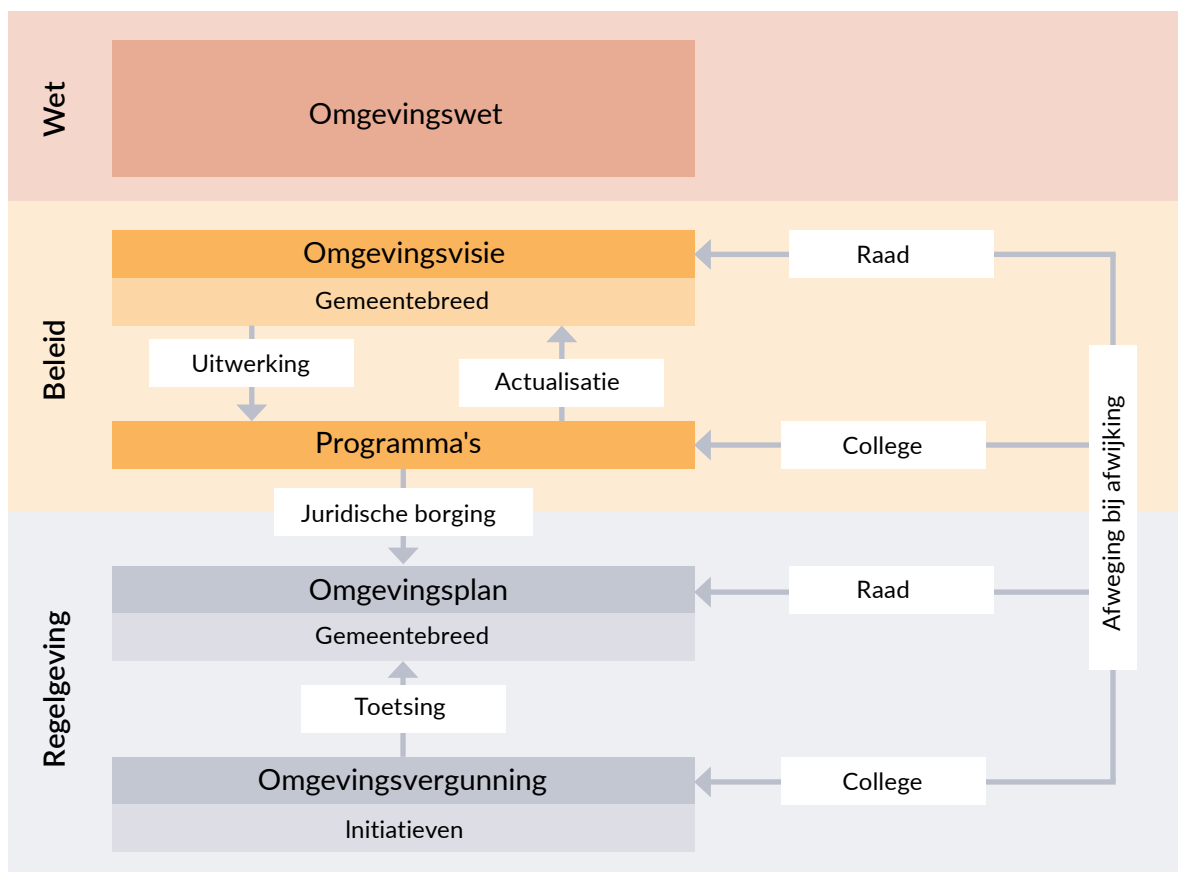 Wet
Omgevingswet
Beleid
Omgevingsvisie
Gemeentebreed
Raad
Uitwerking
Actualisatie
Programma's
College
Afweging bij afwijking
Juridische borging
Regelgeving
Omgevingsplan
Gemeentebreed
Raad
Toetsing
Omgevingsvergunning
Initiatieven
College